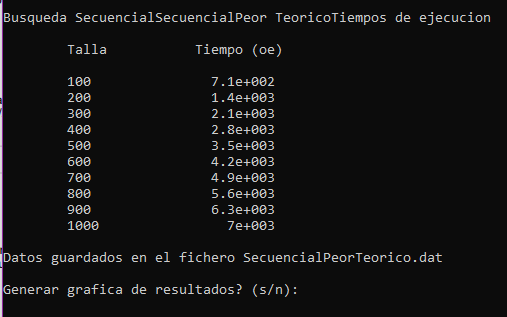 Busqueda SecuencialSecuencialPeor TeoricoTiempos de ejecucion
Talla Tiempo (oe)
100 7.1e+002
200 1.4e+003
300 2.1e+003
400 2.8e+003
500 3.5e+003
600 4.2e+003
700 4.9e+003
800 5.6e+003
900 6.3e+003
1000 7e+003
Datos guardados en el fichero SecuencialPeorTeorico.dat
Generar grafica de resultados? (s/n):